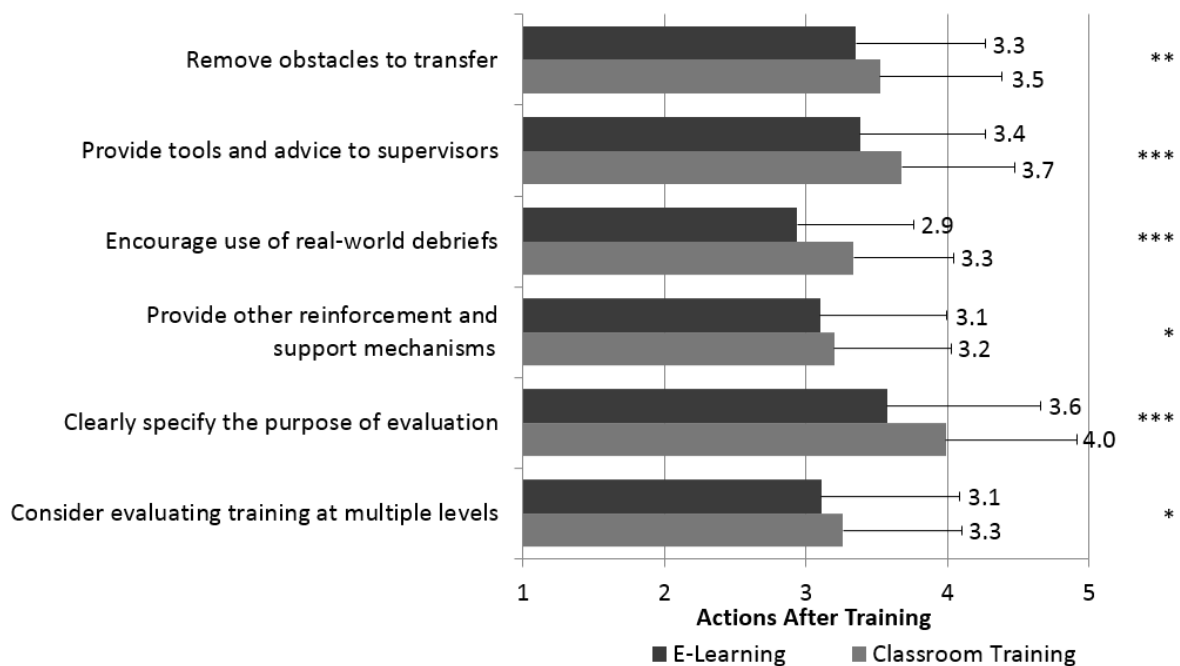 Remove obstacles to transfer
3.3
3.5
**
Provide tools and advice to supervisors
3.4
3.7
***
Encourage use of real-world debriefs
2.9
3.3
***
Provide other reinforcement and
support mechanisms
3.1
3.2
*
Clearly specify the purpose of evaluation
3.6
4.0
***
Consider evaluating training at multiple levels
3.1
3.3
*
1 2 3 4 5
Actions After Training
E-Learning Classroom Training